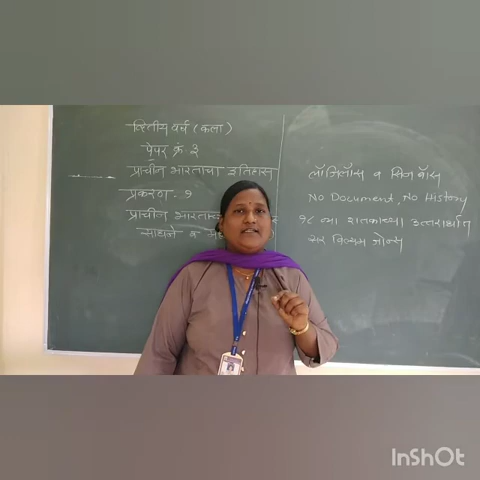 द्वितीय वर्ष (कला)
पेपर क्रं. ३
प्राचीन भारताचा इतिहास
प्रकरण - १
प्राचीन भारताच्या
साधने व
लॉजिलॉस व सिनबॉस
No Document, No History
१८ व्या शतकाच्या उत्तरार्धात
सर विल्यम जोन्स
InShOt